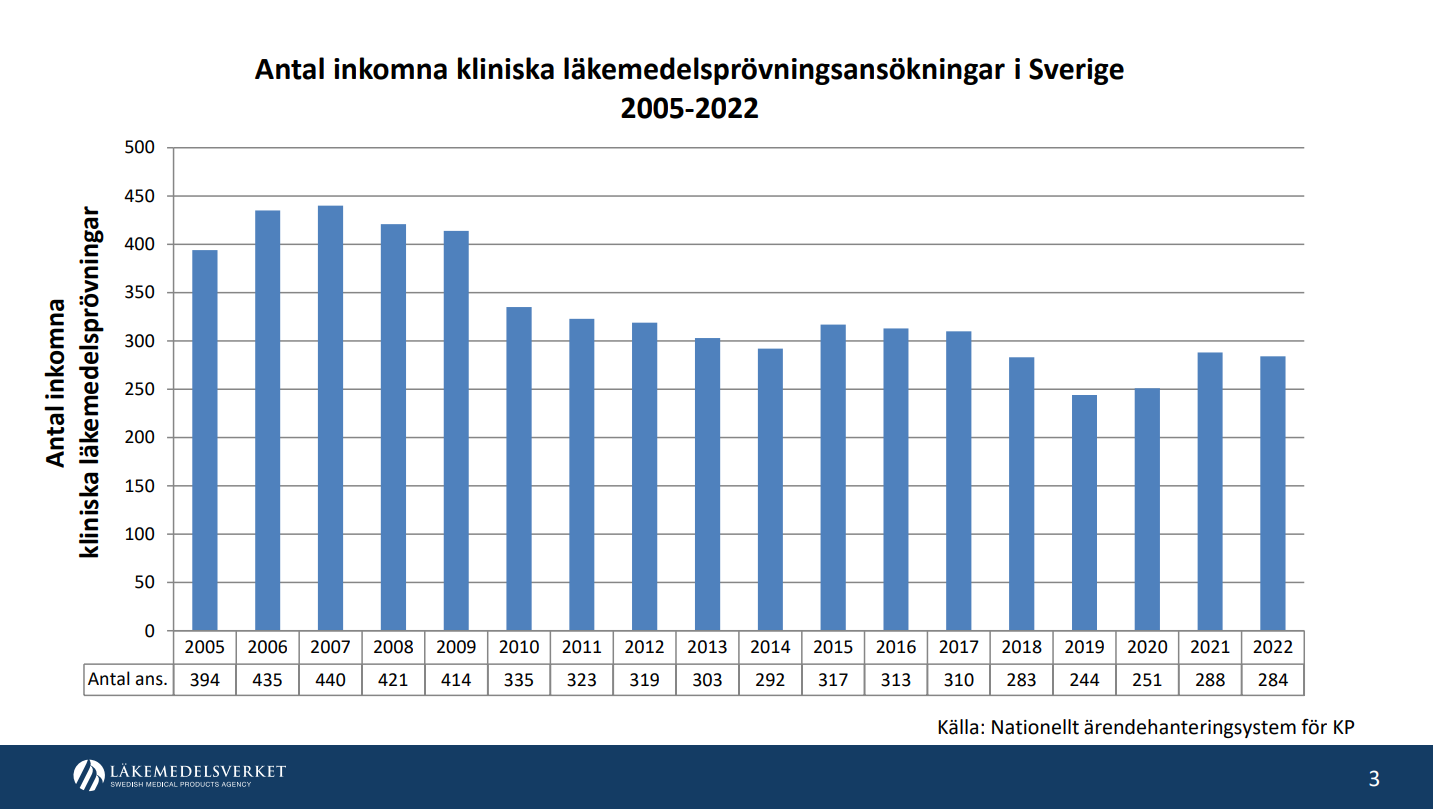 Antal inkomna kliniska läkemedelsprövningsansökningar i Sverige
2005-2022
Antal inkomna
kliniska läkemedelsprövningar
500
450
400
350
300
250
200
150
100
50
0
2005 2006 2007 2008 2009 2010 2011 2012 2013 2014 2015 2016 2017 2018 2019 2020 2021 2022
Antal ans. 394 435 440 421 414 335 323 319 303 292 317 313 310 283 244 251 288 284
Källa: Nationellt ärendehanteringsystem för KP
LÄKEMEDELSVERKET
SWEDISH MEDICAL PRODUCTS AGENCY
3